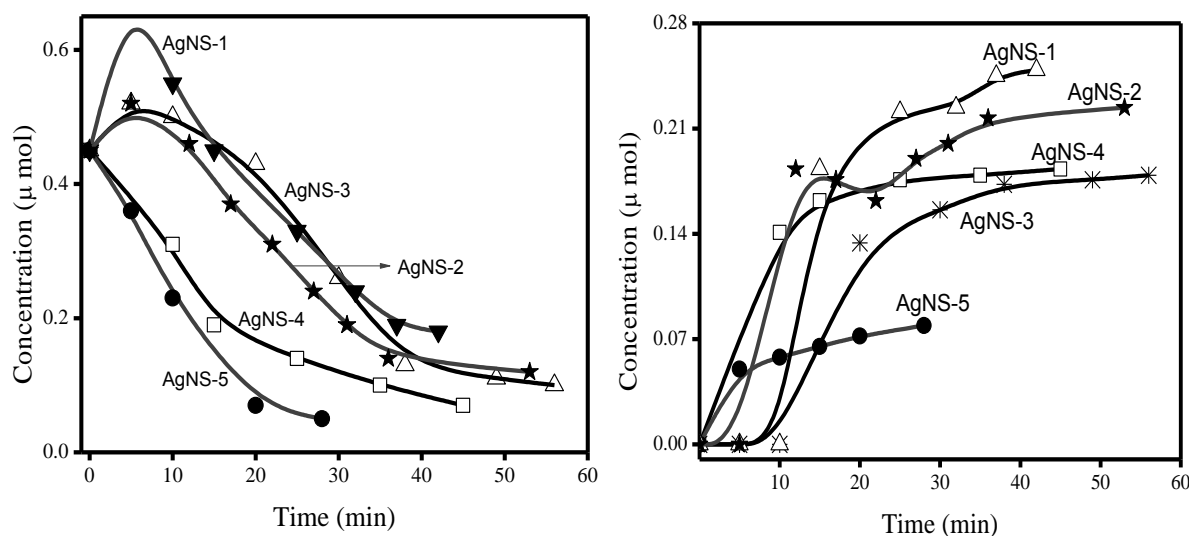 Concentration (µ mol)
0.6
0.4
0.2
0.0
AgNS-1
AgNS-3
AgNS-2
AgNS-4
AgNS-5
0 10 20 30 40 50 60
Time (min)
Concentration (µ mol)
0.28
0.21
0.14
0.07
0.00
AgNS-1
AgNS-2
AgNS-4
AgNS-3
AgNS-5
10 20 30 40 50 60
Time (min)